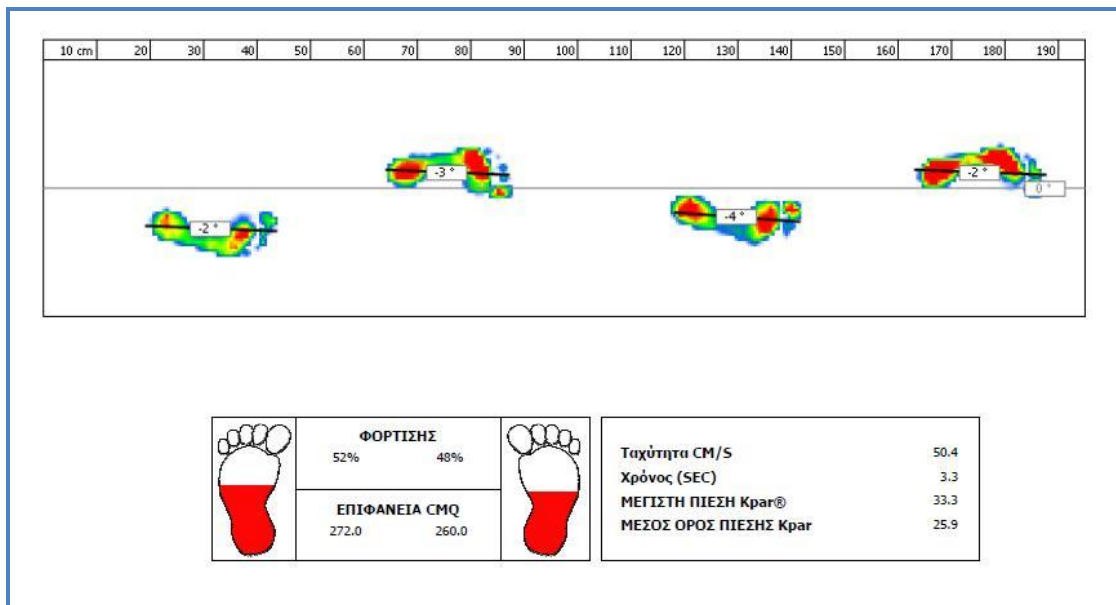 10 cm 20 30 40 50 60 70 80 90 100 110 120 130 140 150 160 170 180 190
-3 °
-2 °
0 °
-2 °
-4 °
ΦΟΡΤΙΣΗΣ
52% 48%
ΕΠΙΦΑΝΕΙΑ CMQ
272.0 260.0
Ταχύτητα CM/S 50.4
Χρόνος (SEC) 3.3
ΜΕΓΙΣΤΗ ΠΙΕΣΗ Kpar® 33.3
ΜΕΣΟΣ ΟΡΟΣ ΠΙΕΣΗΣ Kpar 25.9